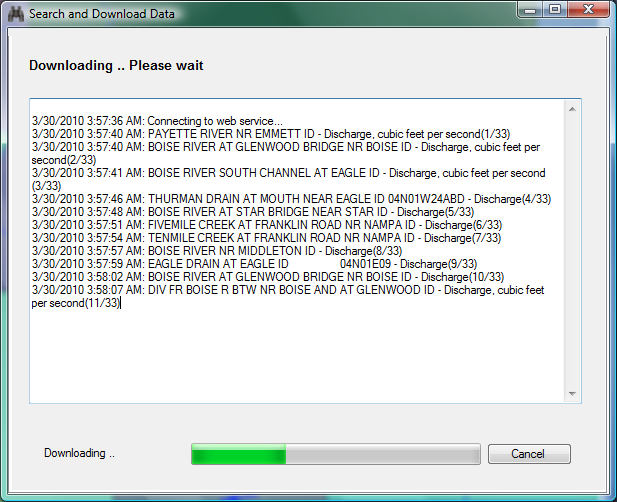 Search and Download Data
Downloading .. Please wait
3/30/2010 3:57:36 AM: Connecting to web service...
3/30/2010 3:57:40 AM: PAYETTE RIVER NR EMMETT ID - Discharge, cubic feet per second(1/33)
3/30/2010 3:57:40 AM: BOISE RIVER AT GLENWOOD BRIDGE NR BOISE ID - Discharge, cubic feet per
second(2/33)
3/30/2010 3:57:41 AM: BOISE RIVER SOUTH CHANNEL AT EAGLE ID - Discharge, cubic feet per second
(3/33)
3/30/2010 3:57:46 AM: THURMAN DRAIN AT MOUTH NEAR EAGLE ID 04N01W24ABD - Discharge(4/33)
3/30/2010 3:57:48 AM: BOISE RIVER AT STAR BRIDGE NEAR STAR ID - Discharge(5/33)
3/30/2010 3:57:51 AM: FIVEMILE CREEK AT FRANKLIN ROAD NR NAMPA ID - Discharge(6/33)
3/30/2010 3:57:54 AM: TENMILE CREEK AT FRANKLIN ROAD NR NAMPA ID - Discharge(7/33)
3/30/2010 3:57:57 AM: BOISE RIVER NR MIDDLETON ID - Discharge(8/33)
3/30/2010 3:57:59 AM: EAGLE DRAIN AT EAGLE ID 04N01E09 - Discharge(9/33)
3/30/2010 3:58:02 AM: BOISE RIVER AT GLENWOOD BRIDGE NR BOISE ID - Discharge(10/33)
3/30/2010 3:58:07 AM: DIV FR BOISE R BTW NR BOISE AND AT GLENWOOD ID - Discharge, cubic feet
per second(11/33)
Downloading ..
Cancel